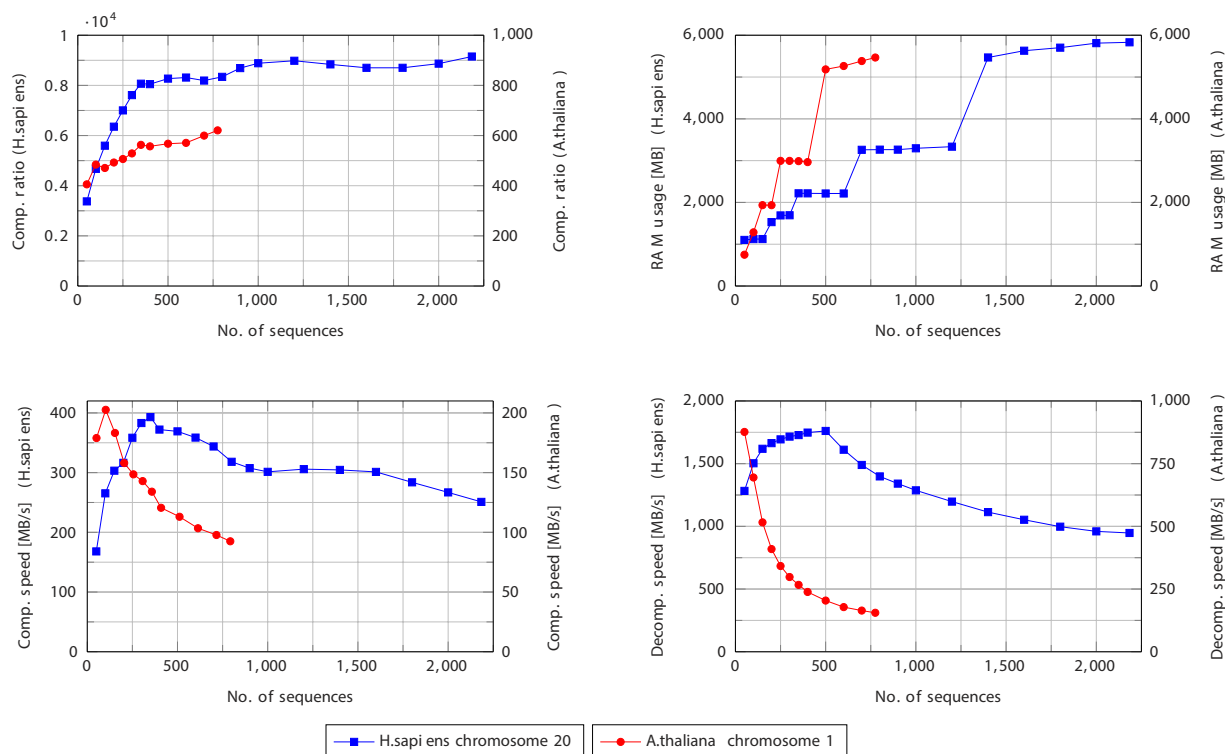 ·10^4
1
0.8
0.6
0.4
0.2
0
1,000
800
600
400
200
0
0 500 1,000 1,500 2,000
No. of sequences
Comp. ratio (H.sapi ens)
Comp. ratio (A.thaliana )
6,000
4,000
2,000
0
6,000
4,000
2,000
0
0 500 1,000 1,500 2,000
No. of sequences
RA M usage [MB] (H.sapi ens)
RA M usage [MB] (A.thaliana )
400
300
200
100
0
200
150
100
50
0
0 500 1,000 1,500 2,000
No. of sequences
Comp. speed [MB/s] (H.sapi ens)
Comp. speed [MB/s] (A.thaliana )
2,000
1,500
1,000
500
0
1,000
750
500
250
0
0 500 1,000 1,500 2,000
No. of sequences
Decomp. speed [MB/s] (H.sapi ens)
Decomp. speed [MB/s] (A.thaliana )
H.sapi ens chromosome 20
A.thaliana chromosome 1